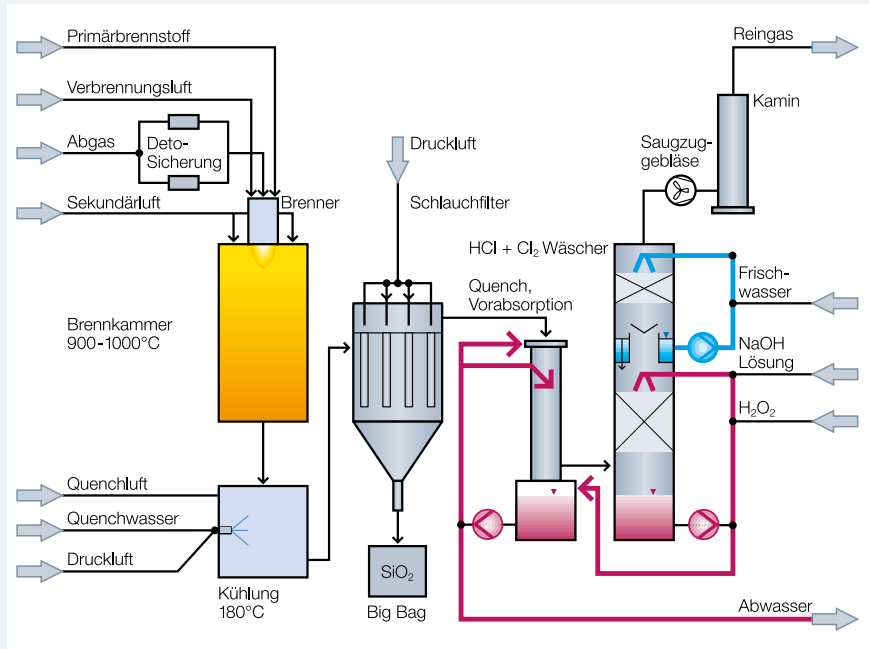 Primärbrennstoff
Verbrennungsluft
Abgas
Deto-
Sicherung
Sekundärluft
Brenner
Brennkammer
900-1000°C
Quenchluft
Quenchwasser
Druckluft
Kühlung
180°C
Druckluft
Schlauchfilter
SiO₂
Big Bag
Quench,
Vorabsorption
HCl + Cl₂ Wäscher
Saugzug-
gebläse
Kamin
Reingas
Frisch-
wasser
NaOH
Lösung
H₂O₂
Abwasser